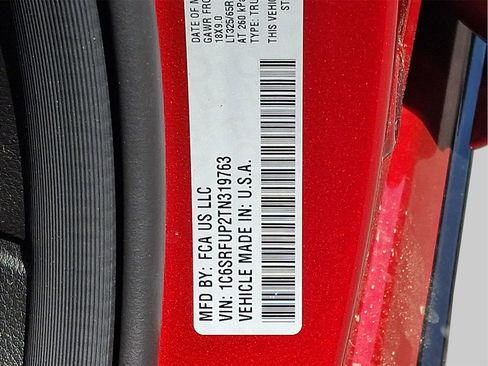 DATE OF M
GAWR FRO
18X9.0
LT325/65R
AT 260 kPa
TYPE: TRU
THIS VEHIC
ST
MFD BY: FCA US LLC
VIN: 1C6SRFUP2TN319763
VEHICLE MADE IN: U.S.A.